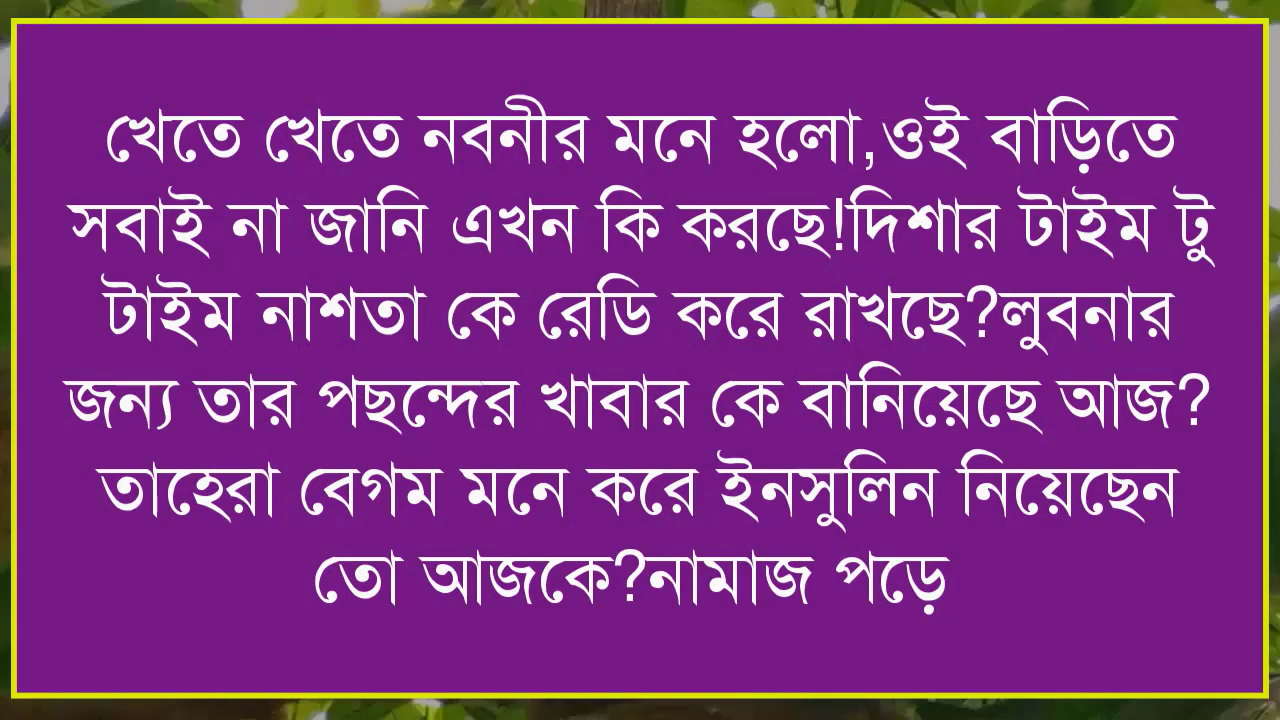 খেতে খেতে নবনীর মনে হলো,ওই বাড়িতে
সবাই না জানি এখন কি করছে!দিশার টাইম টু
টাইম নাশতা কে রেডি করে রাখছে?লুবনার
জন্য তার পছন্দের খাবার কে বানিয়েছে আজ?
তাহেরা বেগম মনে করে ইনসুলিন নিয়েছেন
তো আজকে?নামাজ পড়ে